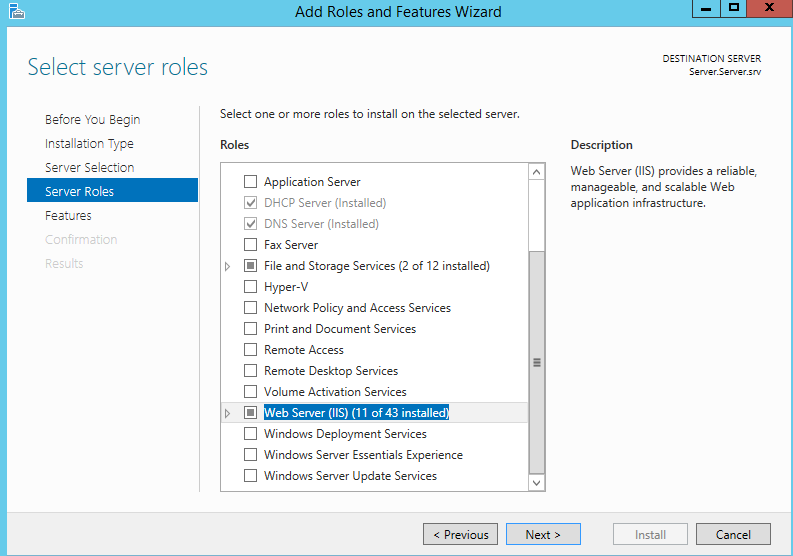 Add Roles and Features Wizard
Select server roles
DESTINATION SERVER
Server.Server.srv
Before You Begin
Installation Type
Server Selection
Server Roles
Features
Confirmation
Results
Select one or more roles to install on the selected server.
Roles
Application Server
DHCP Server (Installed)
DNS Server (Installed)
Fax Server
File and Storage Services (2 of 12 installed)
Hyper-V
Network Policy and Access Services
Print and Document Services
Remote Access
Remote Desktop Services
Volume Activation Services
Web Server (IIS) (11 of 43 installed)
Windows Deployment Services
Windows Server Essentials Experience
Windows Server Update Services
Description
Web Server (IIS) provides a reliable,
manageable, and scalable Web
application infrastructure.
< Previous
Next >
Install
Cancel